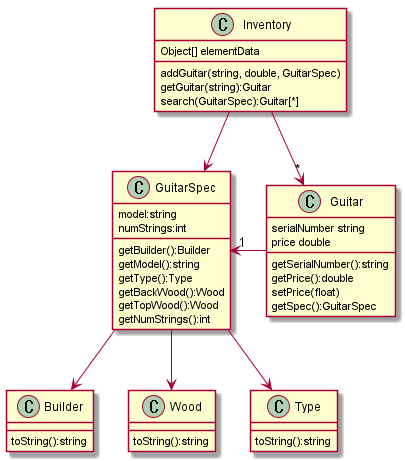 C Inventory
Object[] elementData
addGuitar(string, double, GuitarSpec)
getGuitar(string):Guitar
search(GuitarSpec):Guitar[*]
*
C GuitarSpec
model:string
numStrings:int
getBuilder():Builder
getModel():string
getType():Type
getBackWood():Wood
getTopWood():Wood
getNumStrings():int
1
C Guitar
serialNumber string
price double
getSerialNumber():string
getPrice():double
setPrice(float)
getSpec():GuitarSpec
C Builder
toString():string
C Wood
toString():string
C Type
toString():string